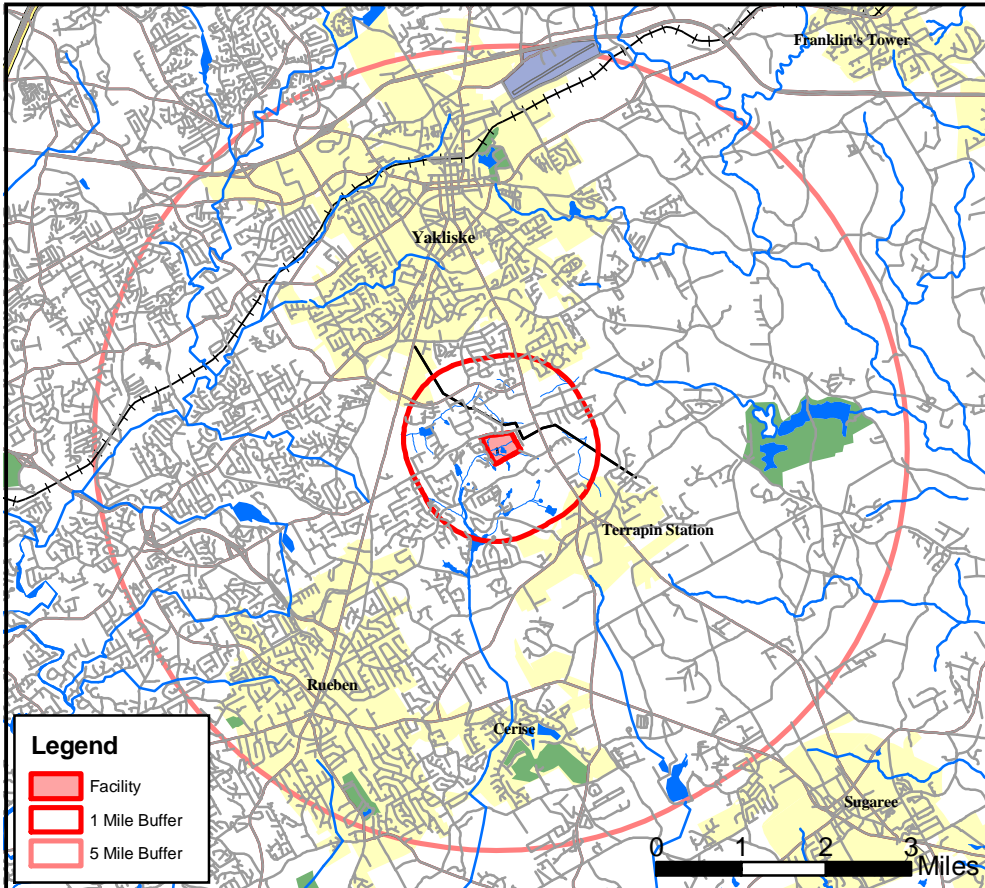 Franklin's Tower
Yakliske
Terrapin Station
Rueben
Cerise
Sugaree
Legend
Facility
1 Mile Buffer
5 Mile Buffer
0 1 2 3
Miles